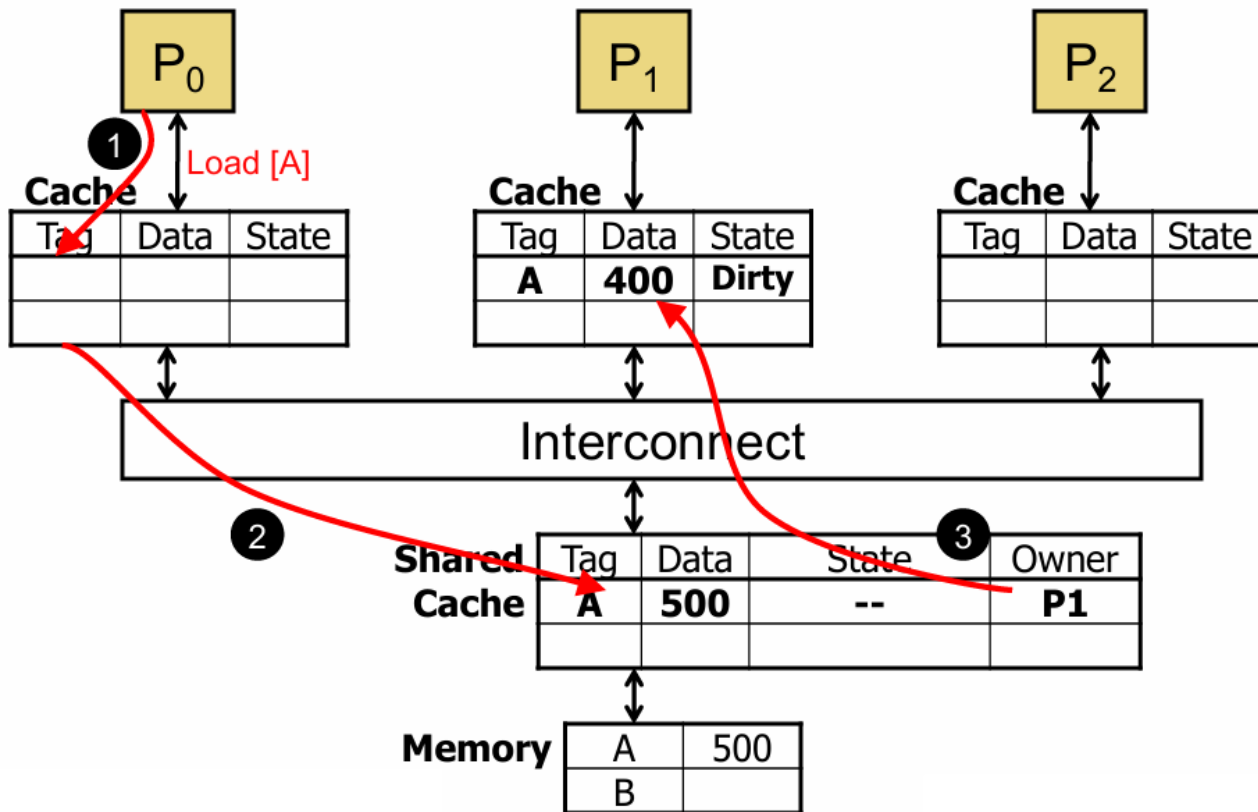 P0 P1 P2
1
Load [A]
Cache Cache Cache
Tag Data State Tag Data State Tag Data State
A 400 Dirty
Interconnect
2 3
Shared Tag Data State Owner
Cache A 500 -- P1
Memory A 500
B